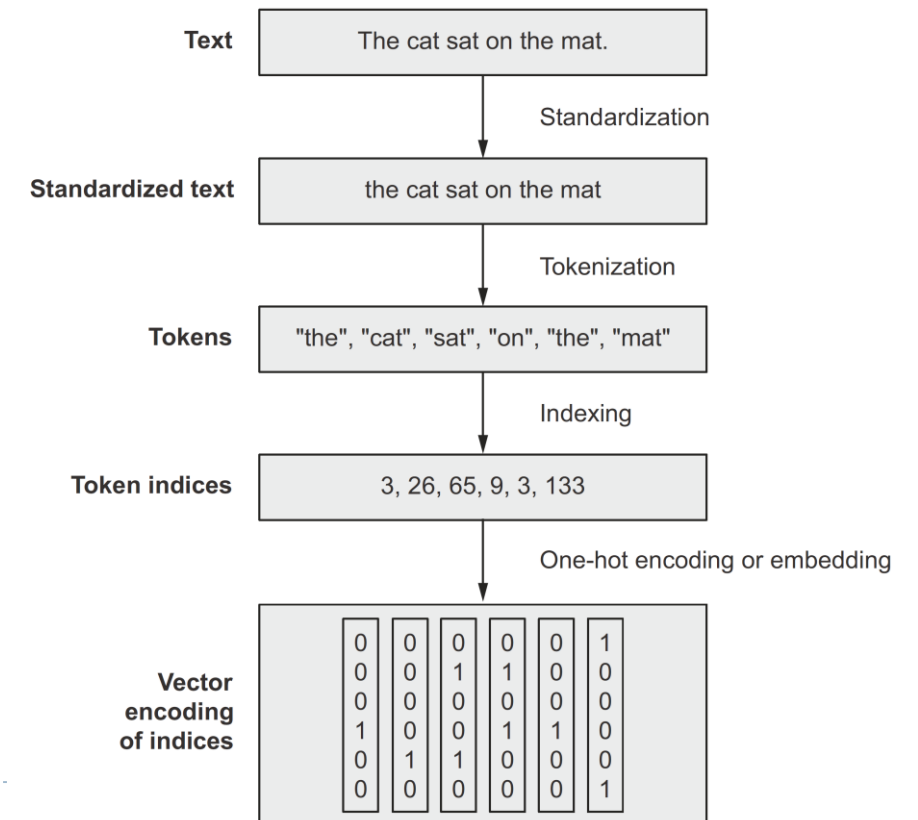 Text
The cat sat on the mat.
Standardization
Standardized text
the cat sat on the mat
Tokenization
Tokens
"the", "cat", "sat", "on", "the", "mat"
Indexing
Token indices
3, 26, 65, 9, 3, 133
One-hot encoding or embedding
Vector
encoding
of indices
0 0 0 0 0 1
0 0 1 1 0 0
0 0 0 0 0 0
1 0 0 1 1 0
0 1 1 0 0 0
0 0 0 0 0 1